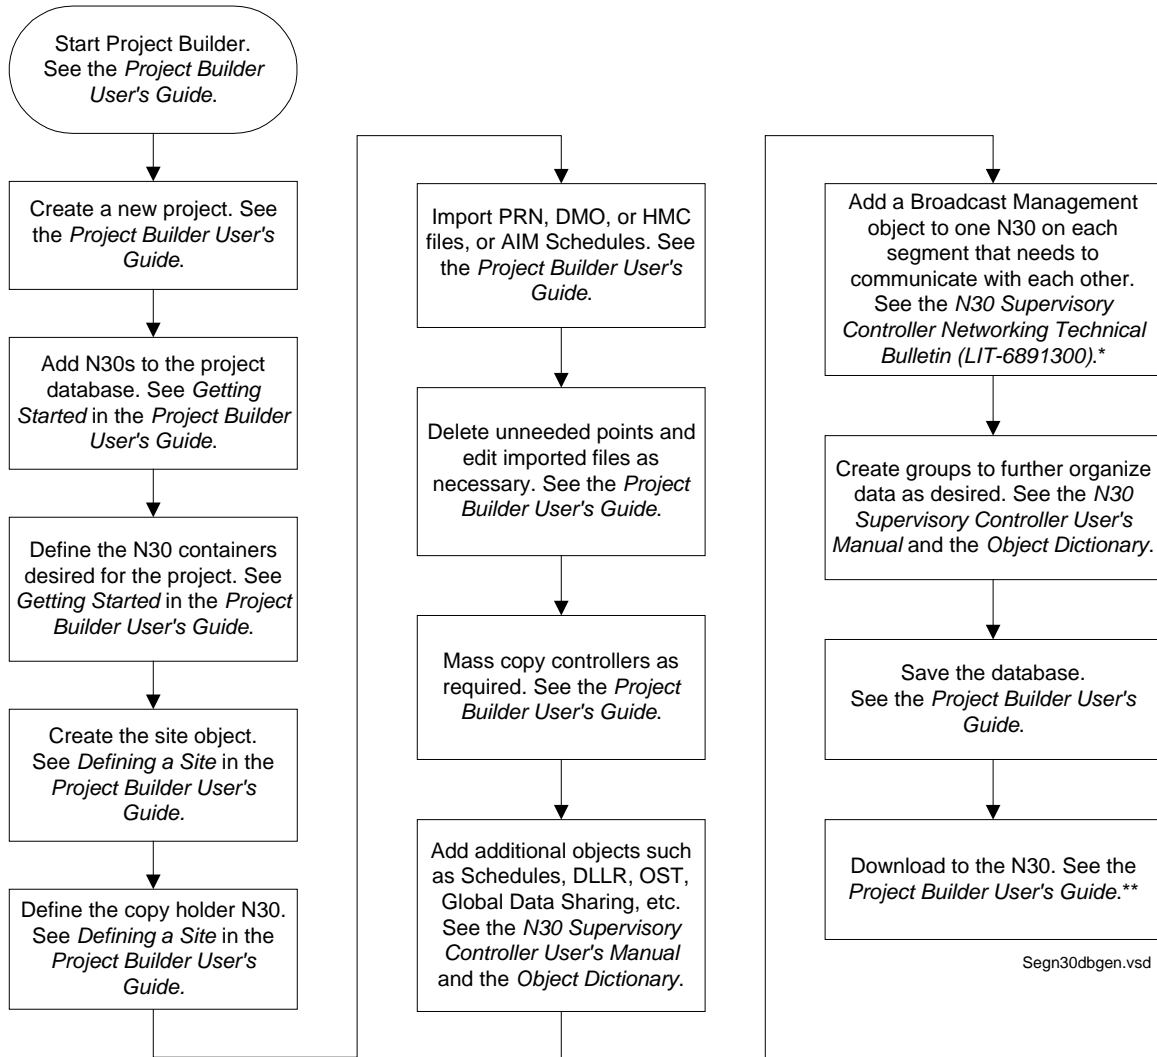 Start Project Builder.
See the Project Builder
User's Guide.
Create a new project. See
the Project Builder User's
Guide.
Add N30s to the project
database. See Getting
Started in the Project Builder
User's Guide.
Define the N30 containers
desired for the project. See
Getting Started in the Project
Builder User's Guide.
Create the site object.
See Defining a Site in the
Project Builder User's
Guide.
Define the copy holder N30.
See Defining a Site in the
Project Builder User's
Guide.
Import PRN, DMO, or HMC
files, or AIM Schedules. See
the Project Builder User's
Guide.
Delete unneeded points and
edit imported files as
necessary. See the Project
Builder User's Guide.
Mass copy controllers as
required. See the Project
Builder User's Guide.
Add additional objects such
as Schedules, DLLR, OST,
Global Data Sharing, etc.
See the N30 Supervisory
Controller User's Manual
and the Object Dictionary.
Add a Broadcast Management
object to one N30 on each
segment that needs to
communicate with each other.
See the N30 Supervisory
Controller Networking Technical
Bulletin (LIT-6891300).*
Create groups to further organize
data as desired. See the N30
Supervisory Controller User's
Manual and the Object Dictionary.
Save the database.
See the Project Builder User's
Guide.
Download to the N30. See the
Project Builder User's Guide.**
Segn30dbgen.vsd